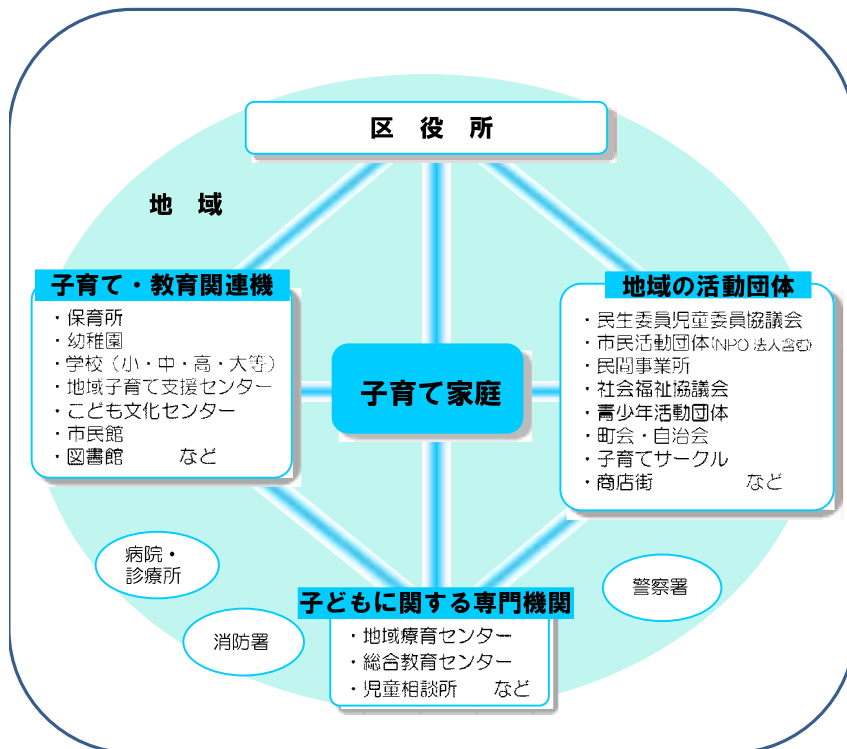 区 役 所
地 域
子育て・教育関連機
・保育所
・幼稚園
・学校（小・中・高・大等）
・地域子育て支援センター
・こども文化センター
・市民館
・図書館 など
地域の活動団体
・民生委員児童委員協議会
・市民活動団体(NPO 法人含む)
・民間事業所
・社会福祉協議会
・青少年活動団体
・町会・自治会
・子育てサークル
・商店街 など
子育て家庭
病院・
診療所
消防署
警察署
子どもに関する専門機関
・地域療育センター
・総合教育センター
・児童相談所 など